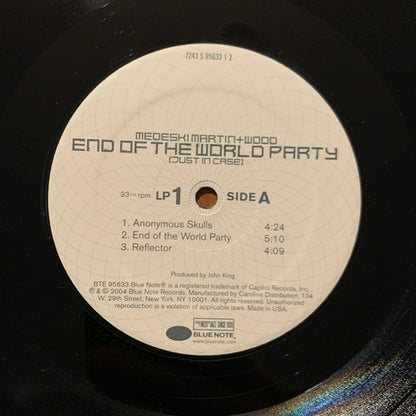 7243 5 95633 1 2
MEDESKI MARTIN+WOOD
END OF THE WORLD PARTY
[JUST IN CASE]
33 1/3 rpm LP 1 SIDE A
1. Anonymous Skulls 4:24
2. End of the World Party 5:10
3. Reflector 4:09
Produced by John King
BTE 95633 Blue Note® is a registered trademark of Capitol Records, Inc.
℗ & © 2004 Blue Note Records. Manufactured by Caroline Distribution, 104
W. 29th Street, New York, NY 10001. All rights reserved. Unauthorized
reproduction is a violation of applicable laws. Made in USA.
BLUE NOTE
www.bluenote.com